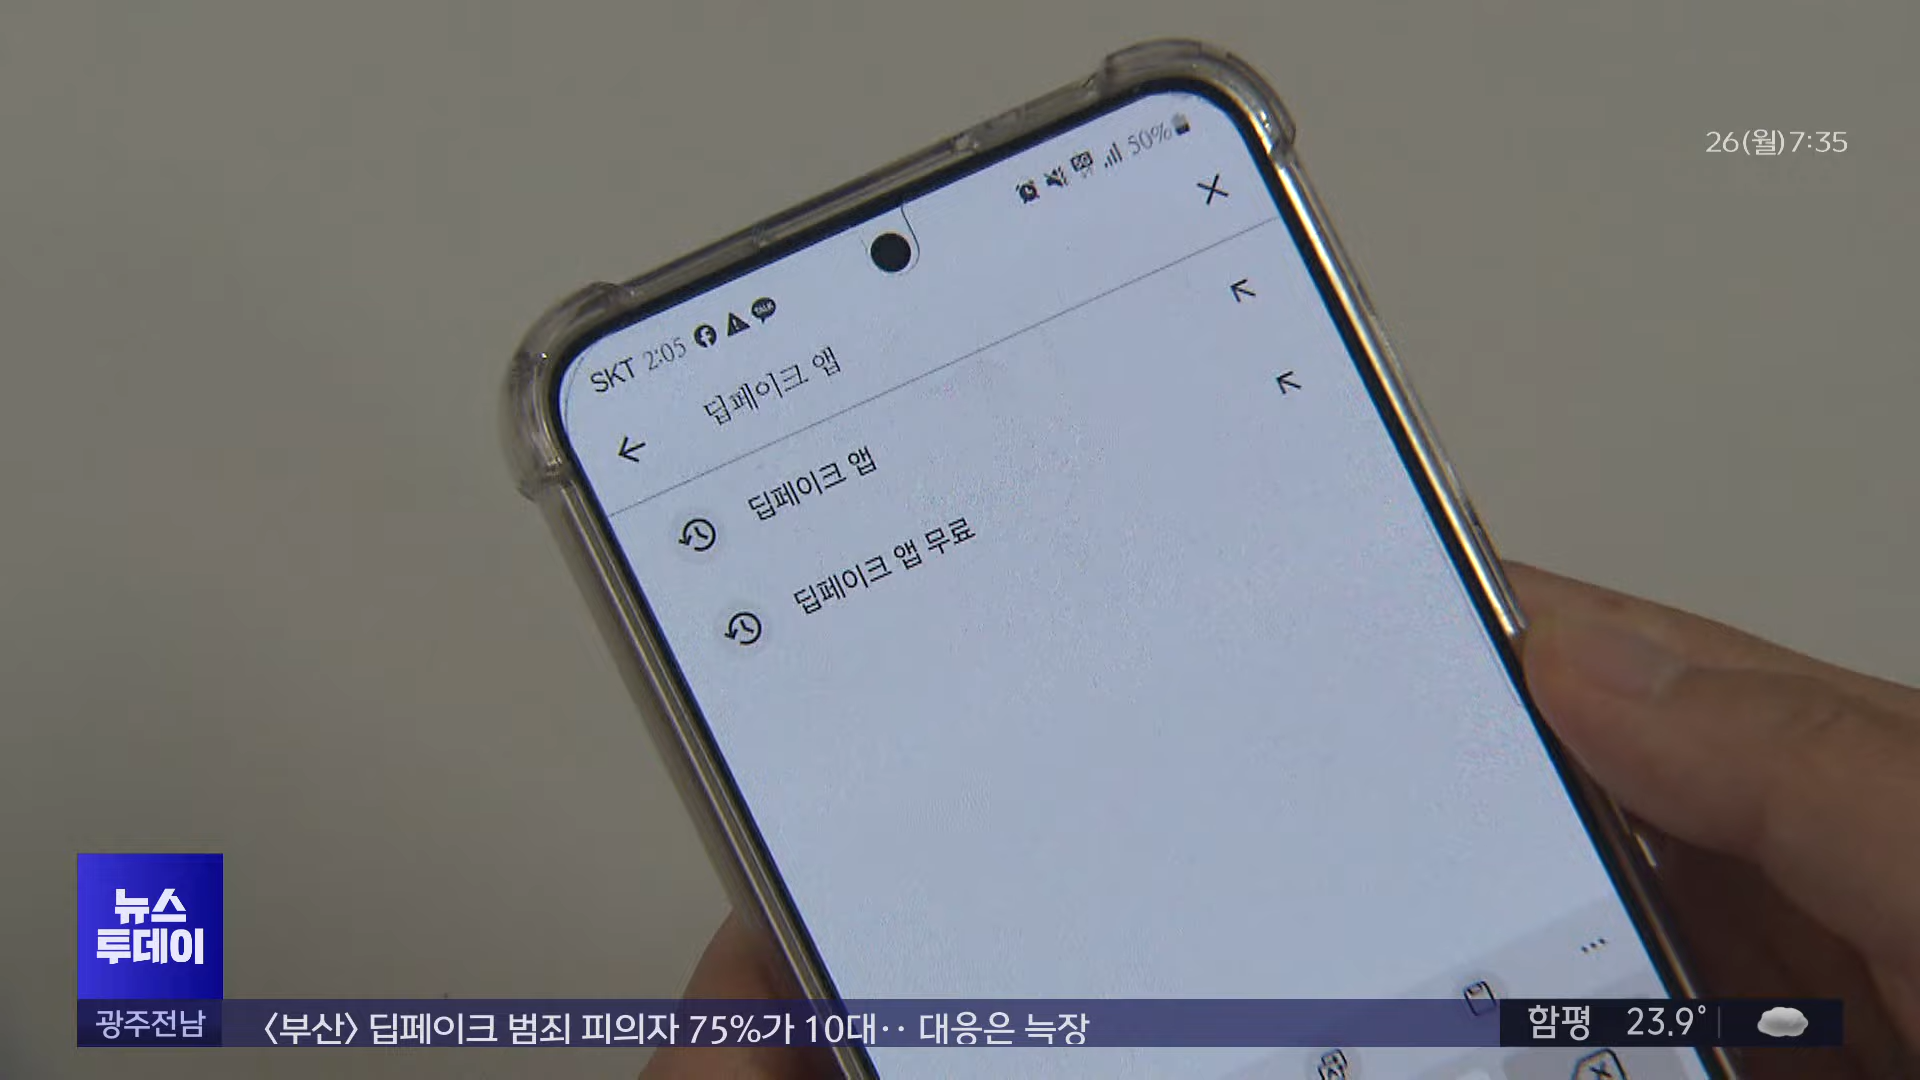 26(월)7:35
50%
SKT 2:05
TALK
딥페이크 앱
딥페이크 앱
딥페이크 앱 무료
뉴스
투데이
광주전남
〈부산〉 딥페이크 범죄 피의자 75%가 10대‥ 대응은 늑장
함평 23.9°